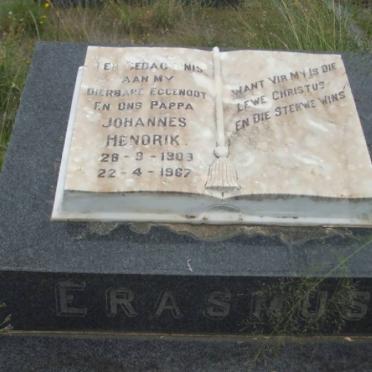 TER GEDAGTENIS
AAN MY
DIERBARE EGGENOOT
EN ONS PAPPA
JOHANNES
HENDRIK
28-9-1903
22-4-1967
WANT VIR MY IS DIE
LEWE CHRISTUS
EN DIE STERWE WINS
ERASMUS